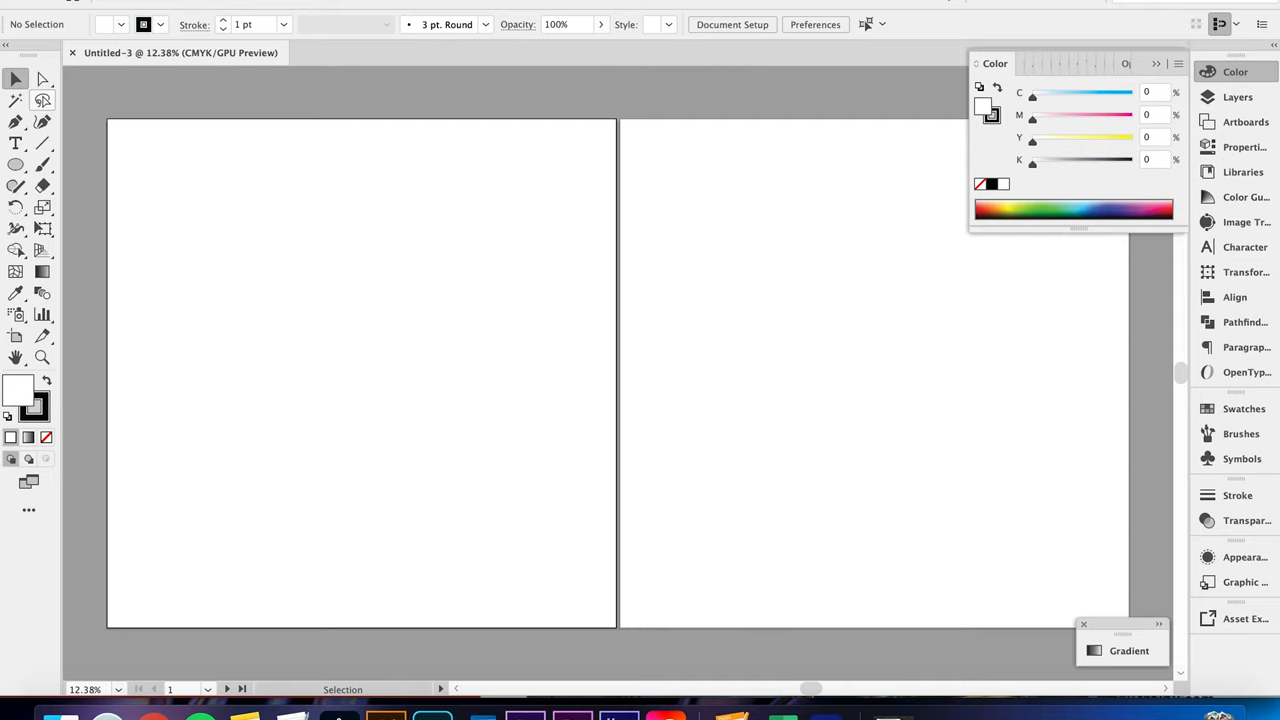 No Selection
Stroke:
1 pt
3 pt. Round
Opacity:
100%
Style:
Document Setup
Preferences
Untitled-3 @ 12.38% (CMYK/GPU Preview)
Color
C
0
%
M
0
%
Y
0
%
K
0
%
Gradient
Color
Layers
Artboards
Properti...
Libraries
Color Gu...
Image Tr...
Character
Transfor...
Align
Pathfind...
Paragrap...
OpenTyp...
Swatches
Brushes
Symbols
Stroke
Transpar...
Appeara...
Graphic ...
Asset Ex...
12.38%
1
Selection